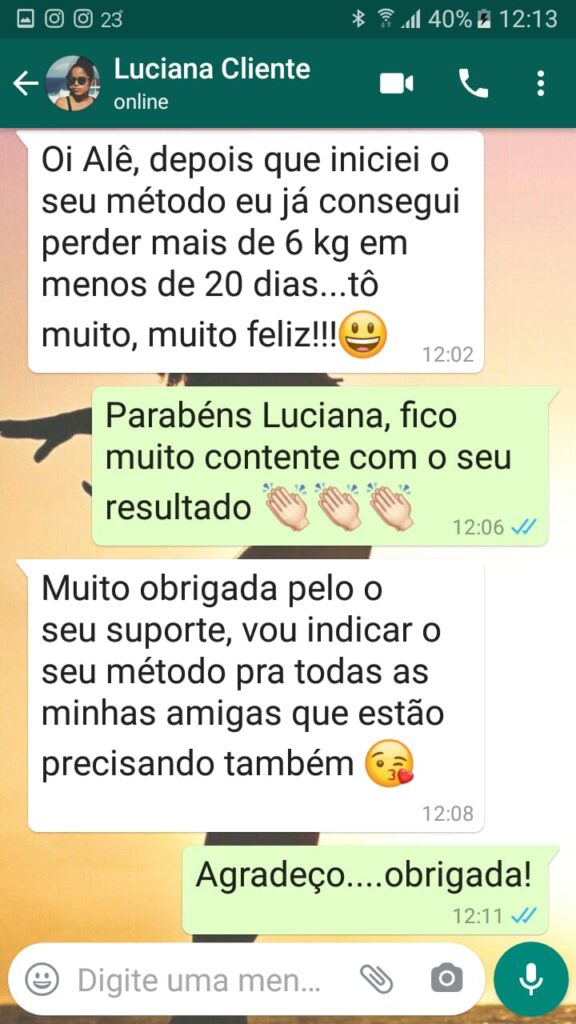 23° 40% 12:13
Luciana Cliente
online
Oi Alê, depois que iniciei o
seu método eu já consegui
perder mais de 6 kg em
menos de 20 dias...tô
muito, muito feliz!!!😃
12:02
Parabéns Luciana, fico
muito contente com o seu
resultado 👏🏻👏🏻👏🏻
12:06
Muito obrigada pelo o
seu suporte, vou indicar o
seu método pra todas as
minhas amigas que estão
precisando também 😘
12:08
Agradeço....obrigada!
12:11
Digite uma men...